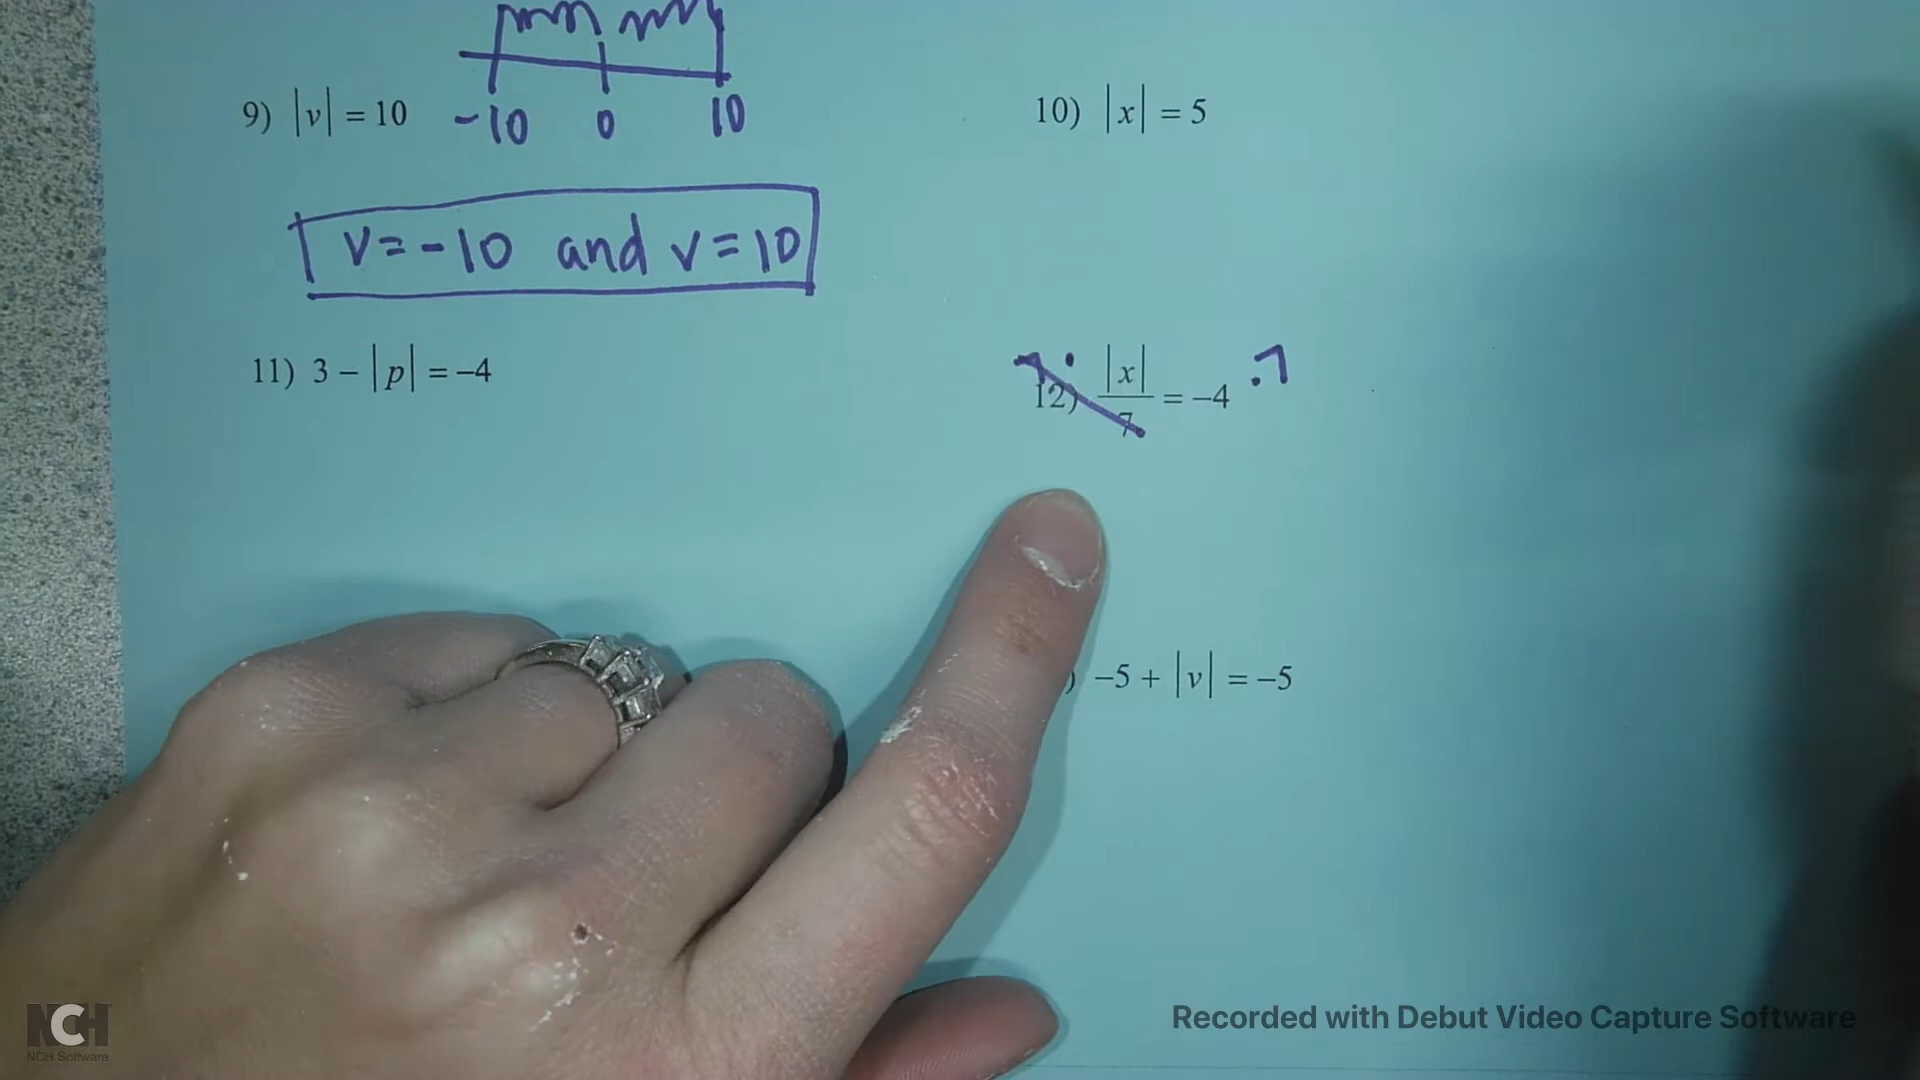 9) |v| = 10
-10 0 10
10) |x| = 5
v=-10 and v=10
11) 3 – |p| = –4
7 · 12) |x|/7 = –4 .7
) –5 + |v| = –5
NCH
NCH Software
Recorded with Debut Video Capture Software